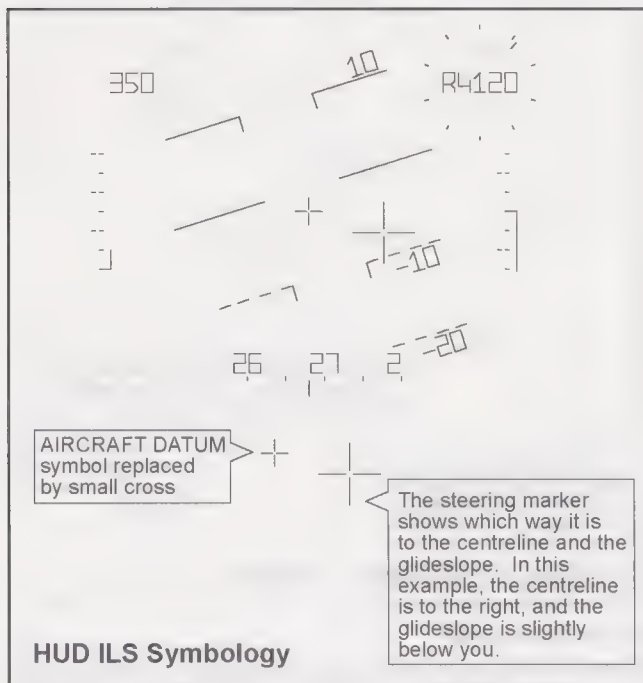 350
10
R4120
-10
-20
26 27 2
AIRCRAFT DATUM
symbol replaced
by small cross
The steering marker
shows which way it is
to the centreline and the
glideslope. In this
example, the centreline
is to the right, and the
glideslope is slightly
below you.
HUD ILS Symbology